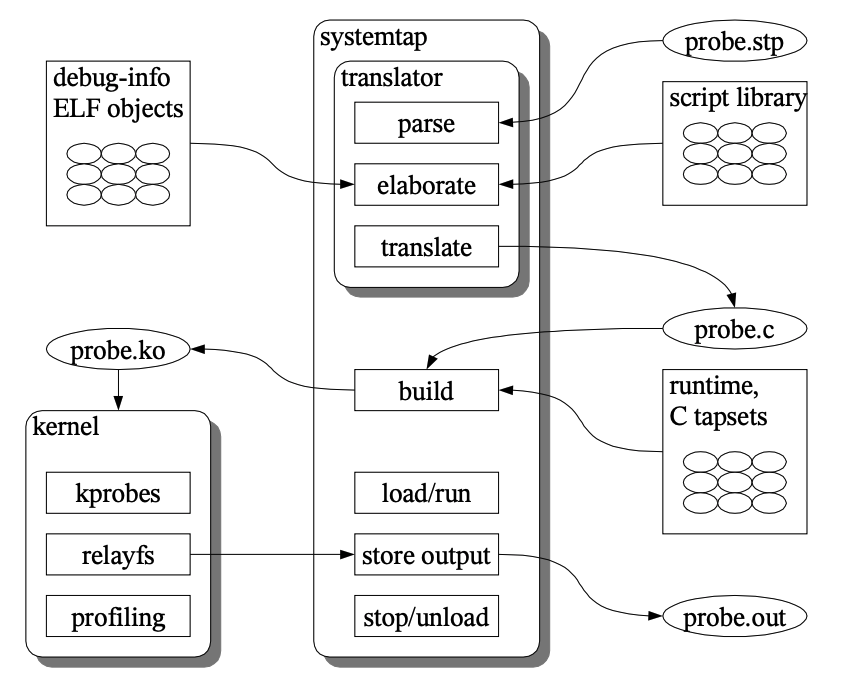 systemtap
probe.stp
debug-info
ELF objects
translator
script library
parse
elaborate
translate
probe.c
probe.ko
build
runtime,
C tapsets
kernel
kprobes
load/run
relayfs
store output
profiling
stop/unload
probe.out